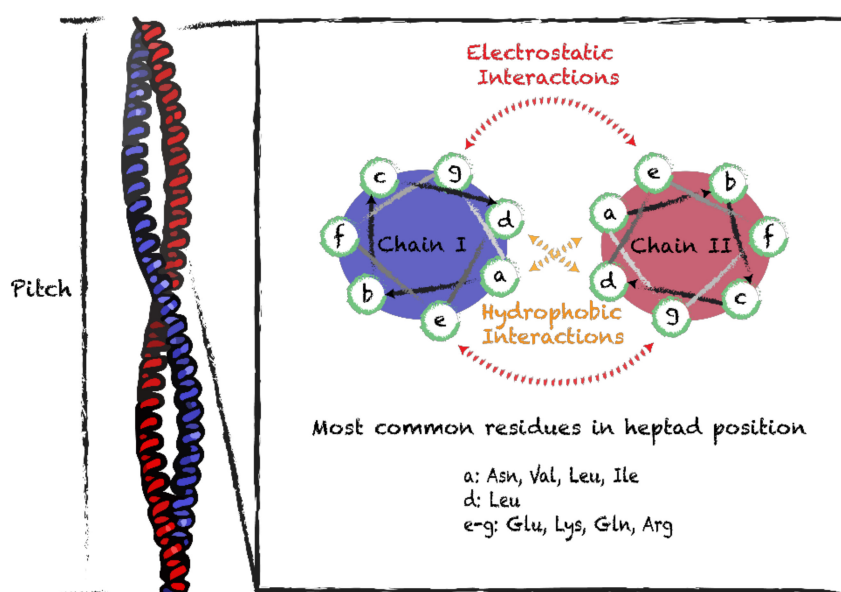 Electrostatic
Interactions
g
c
d
f
Chain I
a
b
e
e
b
a
f
Chain II
d
c
g
Pitch
Hydrophobic
Interactions
Most common residues in heptad position
a: Asn, Val, Leu, Ile
d: Leu
e-g: Glu, Lys, Gln, Arg